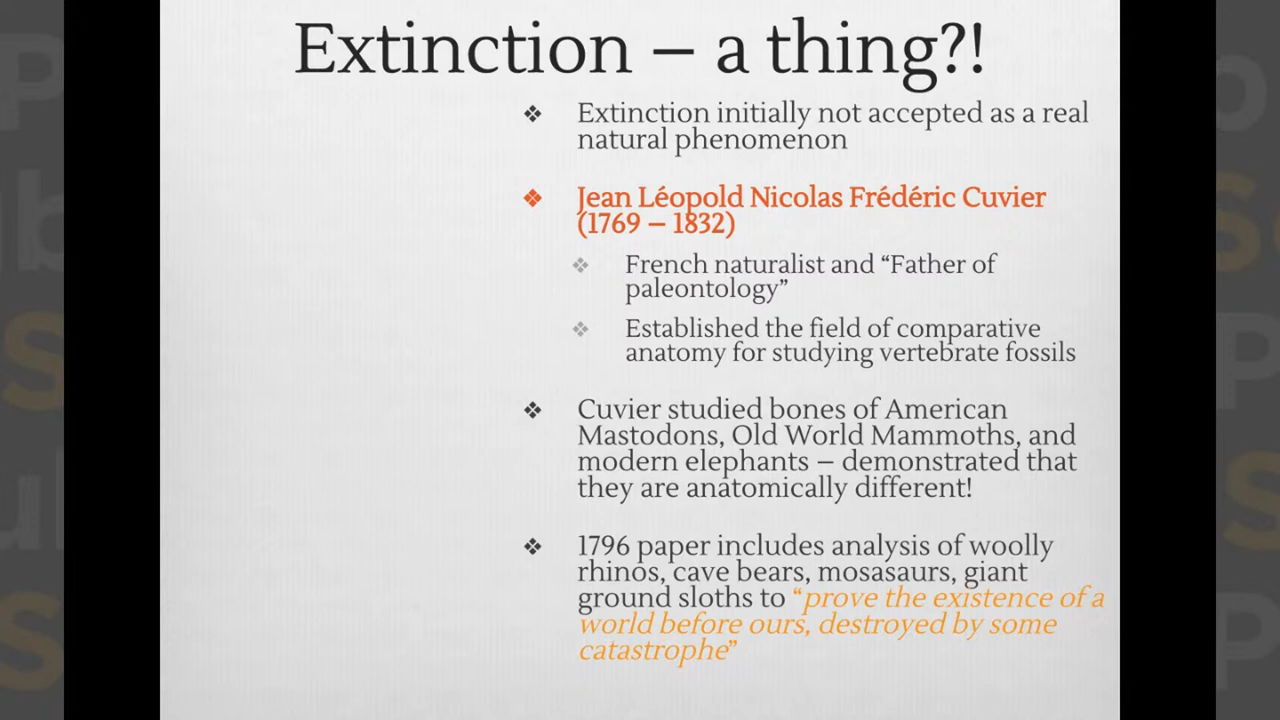 Extinction – a thing?!
❖ Extinction initially not accepted as a real
natural phenomenon
❖ Jean Léopold Nicolas Frédéric Cuvier
(1769 – 1832)
❖ French naturalist and “Father of
paleontology”
❖ Established the field of comparative
anatomy for studying vertebrate fossils
❖ Cuvier studied bones of American
Mastodons, Old World Mammoths, and
modern elephants – demonstrated that
they are anatomically different!
❖ 1796 paper includes analysis of woolly
rhinos, cave bears, mosasaurs, giant
ground sloths to “prove the existence of a
world before ours, destroyed by some
catastrophe”